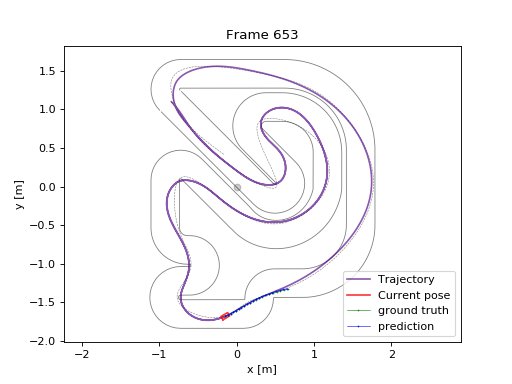 Frame 653
1.5
1.0
0.5
0.0
−0.5
−1.0
−1.5
−2.0
y [m]
−2
−1
0
1
2
x [m]
Trajectory
Current pose
ground truth
prediction